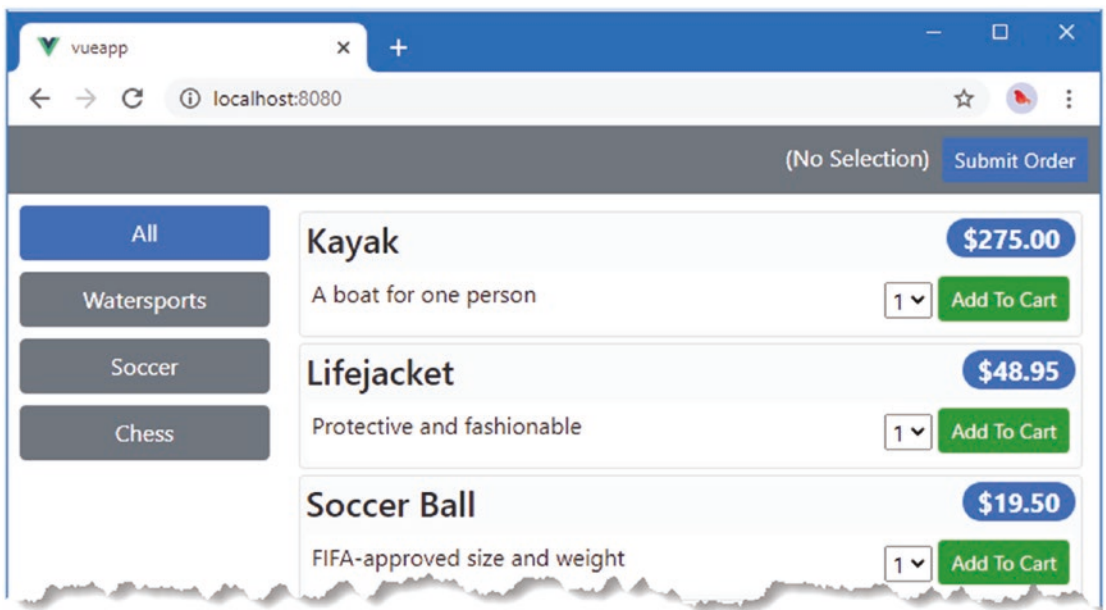 vueapp
localhost:8080
(No Selection) Submit Order
All
Watersports
Soccer
Chess
Kayak $275.00
A boat for one person 1 Add To Cart
Lifejacket $48.95
Protective and fashionable 1 Add To Cart
Soccer Ball $19.50
FIFA-approved size and weight 1 Add To Cart